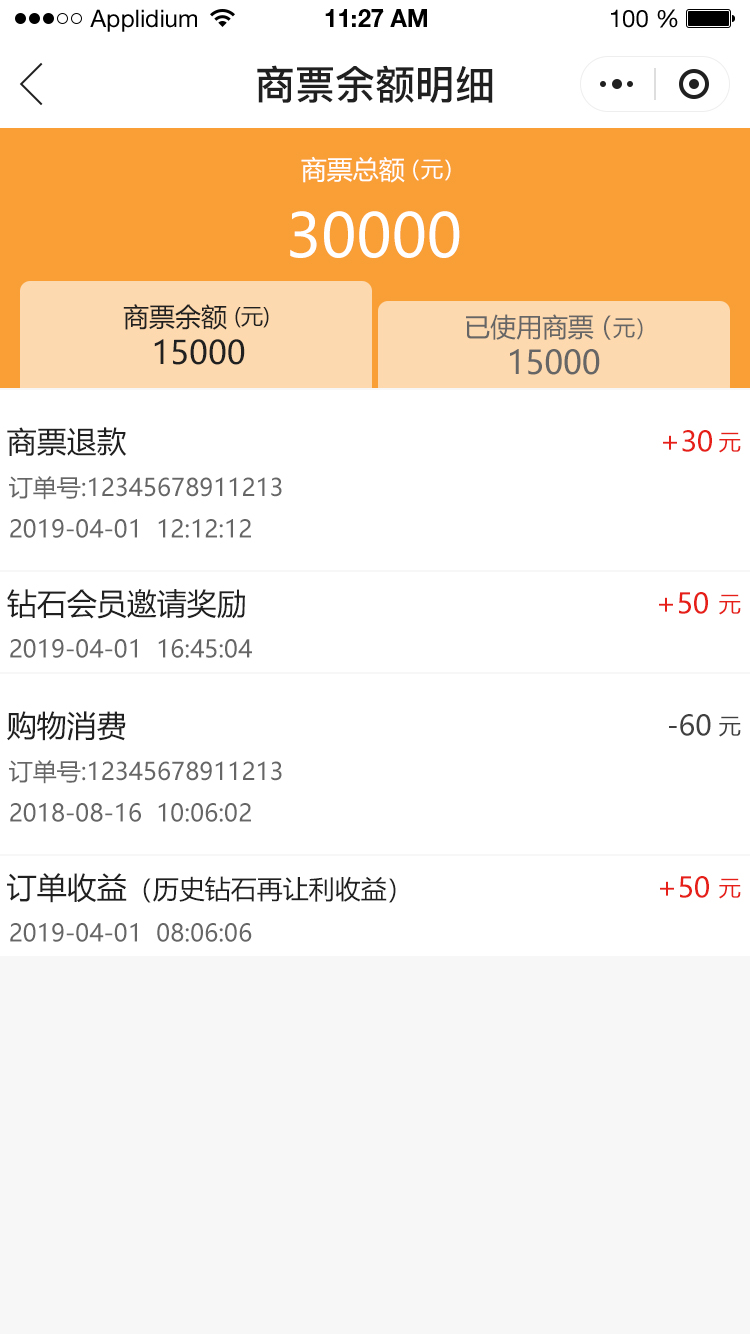 Applidium 11:27 AM 100 %
商票余额明细
商票总额(元)
30000
商票余额(元)
15000
已使用商票(元)
15000
商票退款 +30 元
订单号:12345678911213
2019-04-01 12:12:12
钻石会员邀请奖励 +50 元
2019-04-01 16:45:04
购物消费 -60 元
订单号:12345678911213
2018-08-16 10:06:02
订单收益（历史钻石再让利收益） +50 元
2019-04-01 08:06:06